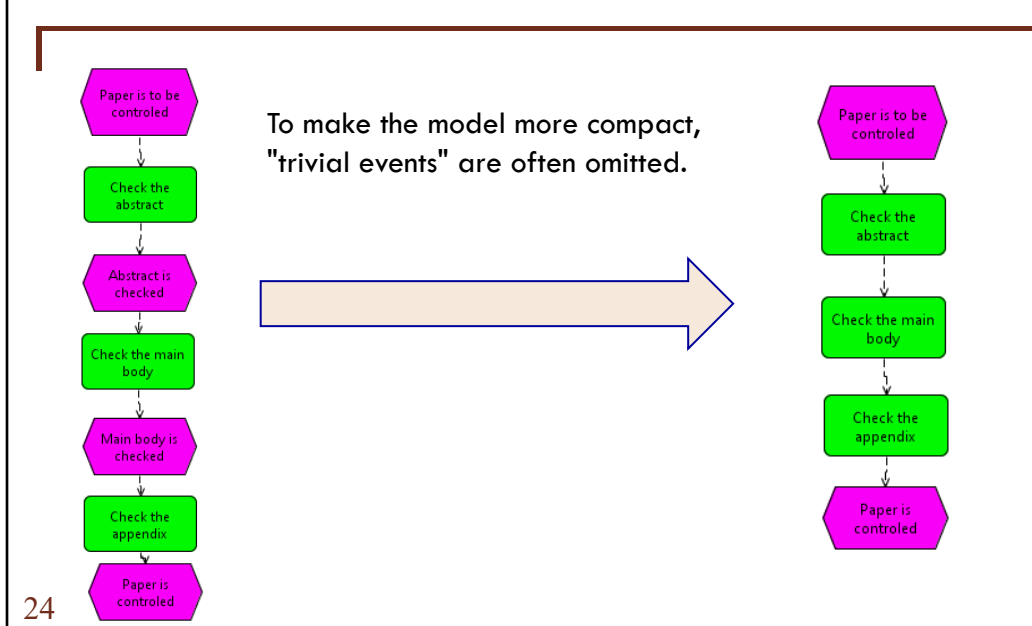 Paper is to be
controled
Check the
abstract
Abstract is
checked
Check the main
body
Main body is
checked
Check the
appendix
Paper is
controled
To make the model more compact,
"trivial events" are often omitted.
Paper is to be
controled
Check the
abstract
Check the main
body
Check the
appendix
Paper is
controled
24